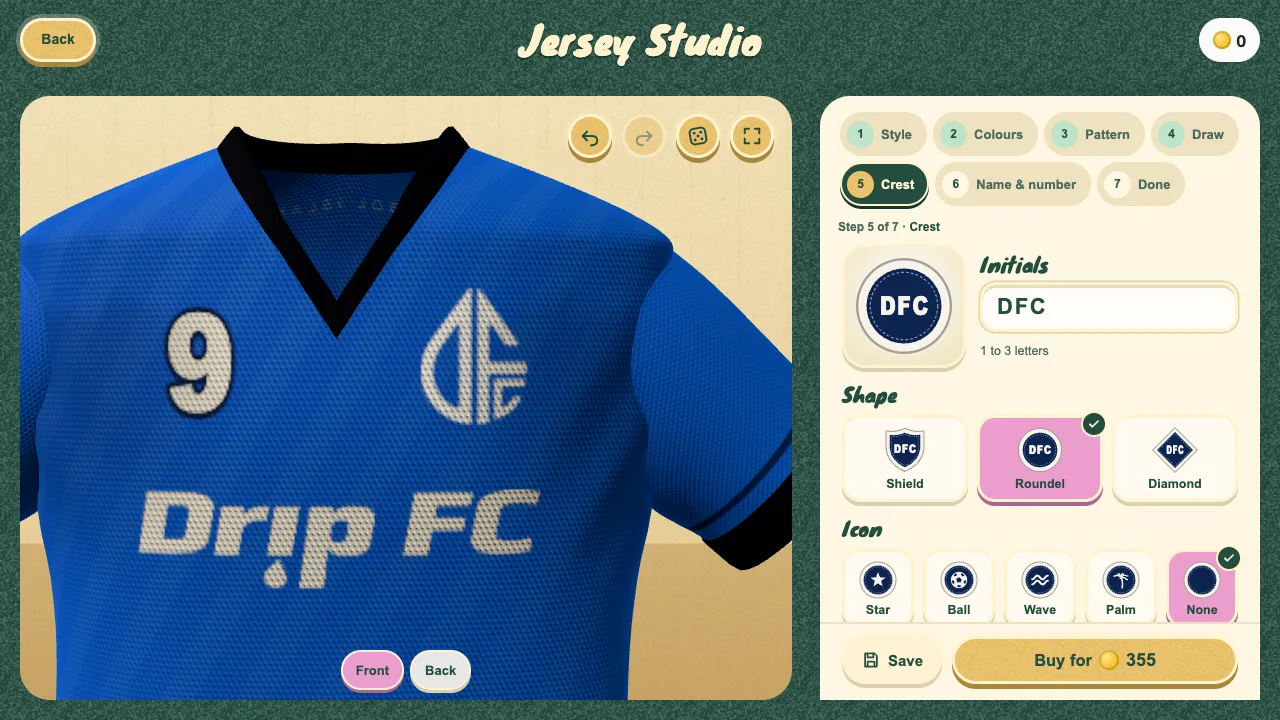 Back
Jersey Studio
0
1 Style
2 Colours
3 Pattern
4 Draw
5 Crest
6 Name & number
7 Done
Step 5 of 7 · Crest
DFC
Initials
DFC
1 to 3 letters
Shape
DFC
Shield
DFC
Roundel
DFC
Diamond
Icon
Star
Ball
Wave
Palm
None
Save
Buy for 355
9
DFC
Drip FC
Front
Back